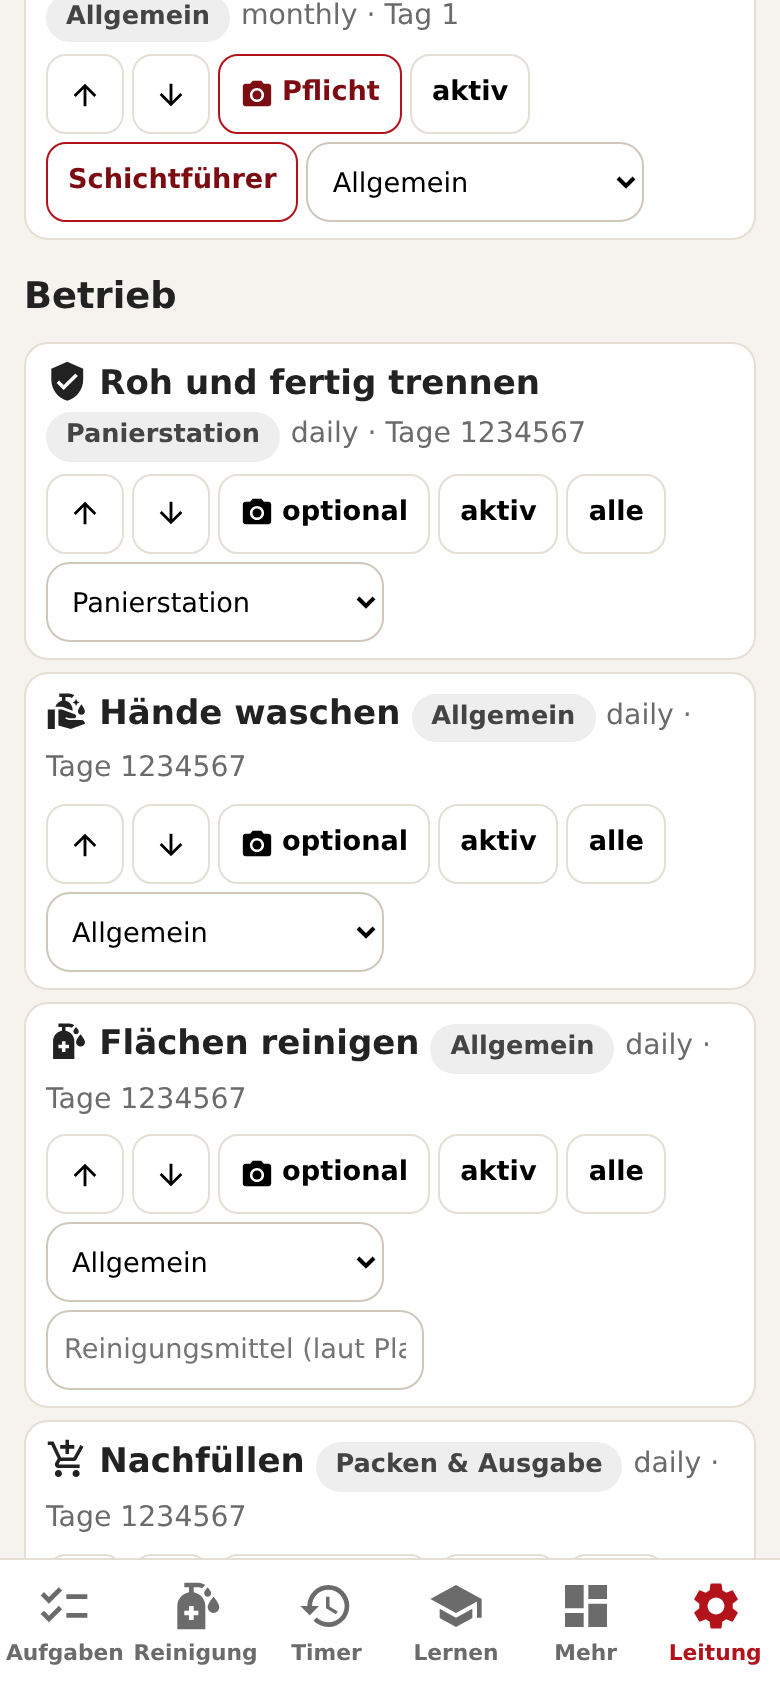 Allgemein monthly · Tag 1
↑ ↓ Pflicht aktiv
Schichtführer Allgemein
Betrieb
Roh und fertig trennen
Panierstation daily · Tage 1234567
↑ ↓ optional aktiv alle
Panierstation
Hände waschen Allgemein daily ·
Tage 1234567
↑ ↓ optional aktiv alle
Allgemein
Flächen reinigen Allgemein daily ·
Tage 1234567
↑ ↓ optional aktiv alle
Allgemein
Reinigungsmittel (laut Pla
Nachfüllen Packen & Ausgabe daily ·
Tage 1234567
Aufgaben Reinigung Timer Lernen Mehr Leitung